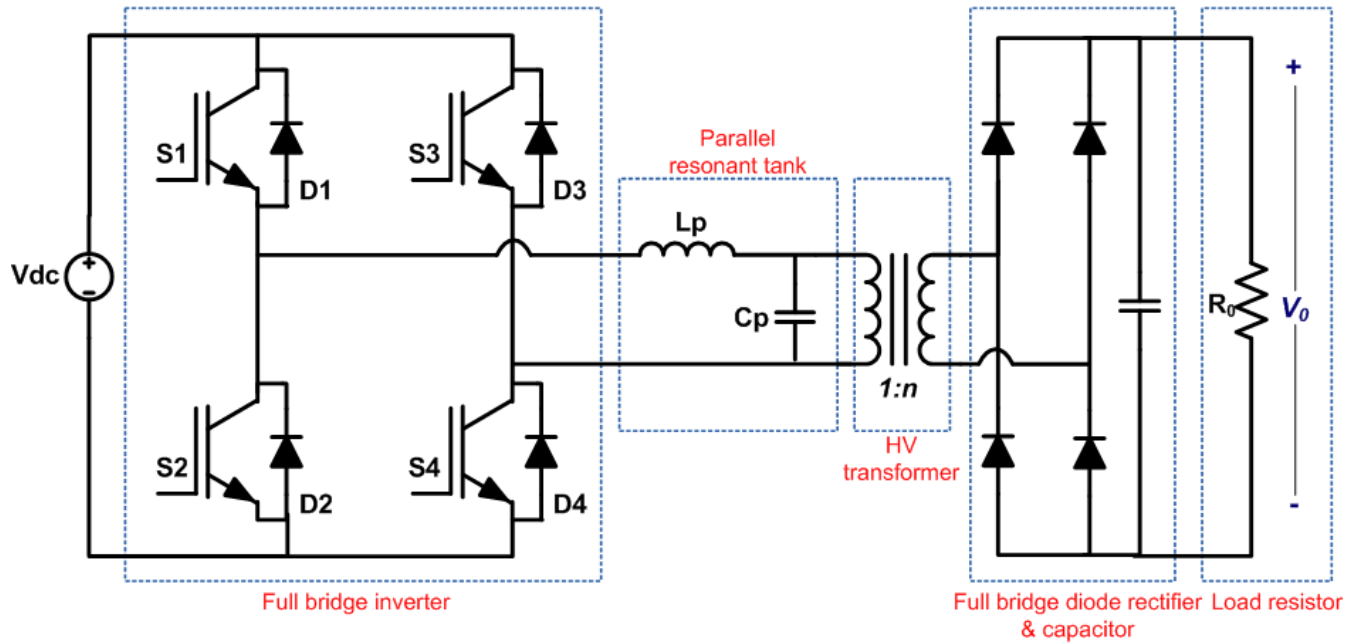 S1
D1
S3
D3
Parallel
resonant tank
Lp
+
Vdc
+
-
Cp
R₀
V₀
1:n
HV
transformer
S2
D2
S4
D4
-
Full bridge inverter
Full bridge diode rectifier
& capacitor
Load resistor